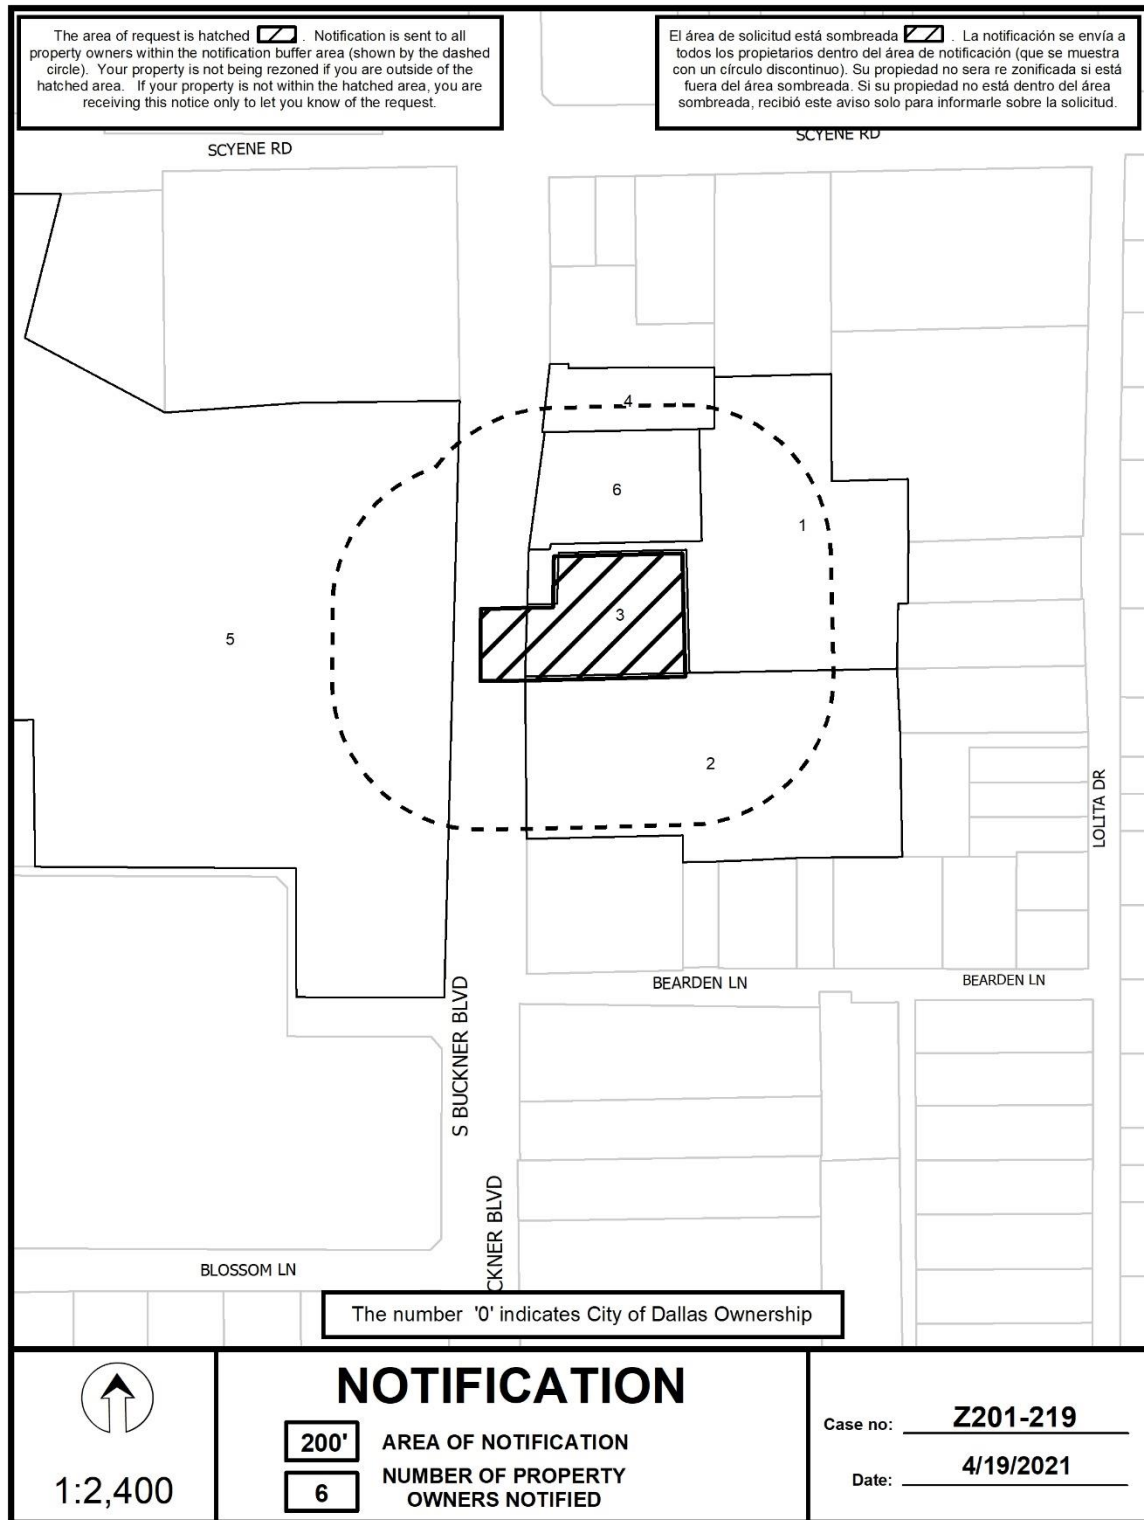 The area of request is hatched . Notification is sent to all
property owners within the notification buffer area (shown by the dashed
circle). Your property is not being rezoned if you are outside of the
hatched area. If your property is not within the hatched area, you are
receiving this notice only to let you know of the request.
El área de solicitud está sombreada . La notificación se envía a
todos los propietarios dentro del área de notificación (que se muestra
con un círculo discontinuo). Su propiedad no sera re zonificada si está
fuera del área sombreada. Si su propiedad no está dentro del área
sombreada, recibió este aviso solo para informarle sobre la solicitud.
SCYENE RD
SCYENE RD
4
6
1
3
5
2
LOLITA DR
BEARDEN LN
BEARDEN LN
S BUCKNER BLVD
CKNER BLVD
BLOSSOM LN
The number '0' indicates City of Dallas Ownership
1:2,400
NOTIFICATION
200' AREA OF NOTIFICATION
6 NUMBER OF PROPERTY
OWNERS NOTIFIED
Case no: Z201-219
Date: 4/19/2021